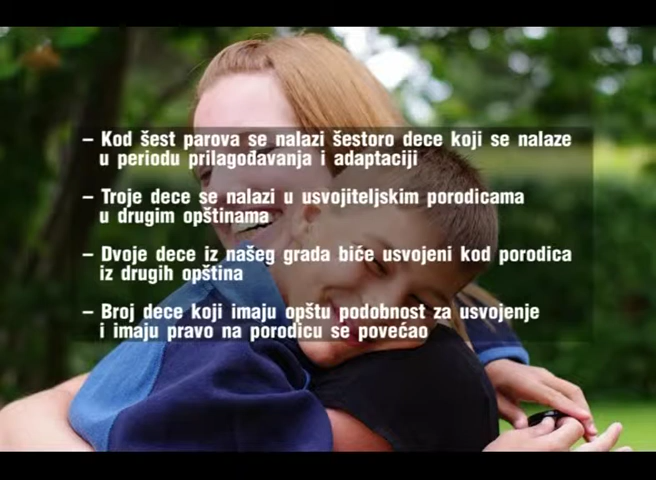 – Kod šest parova se nalazi šestoro dece koji se nalaze
u periodu prilagođavanja i adaptaciji
– Troje dece se nalazi u usvojiteljskim porodicama
u drugim opštinama
– Dvoje dece iz našeg grada biće usvojeni kod porodica
iz drugih opština
– Broj dece koji imaju opštu podobnost za usvojenje
i imaju pravo na porodicu se povećao